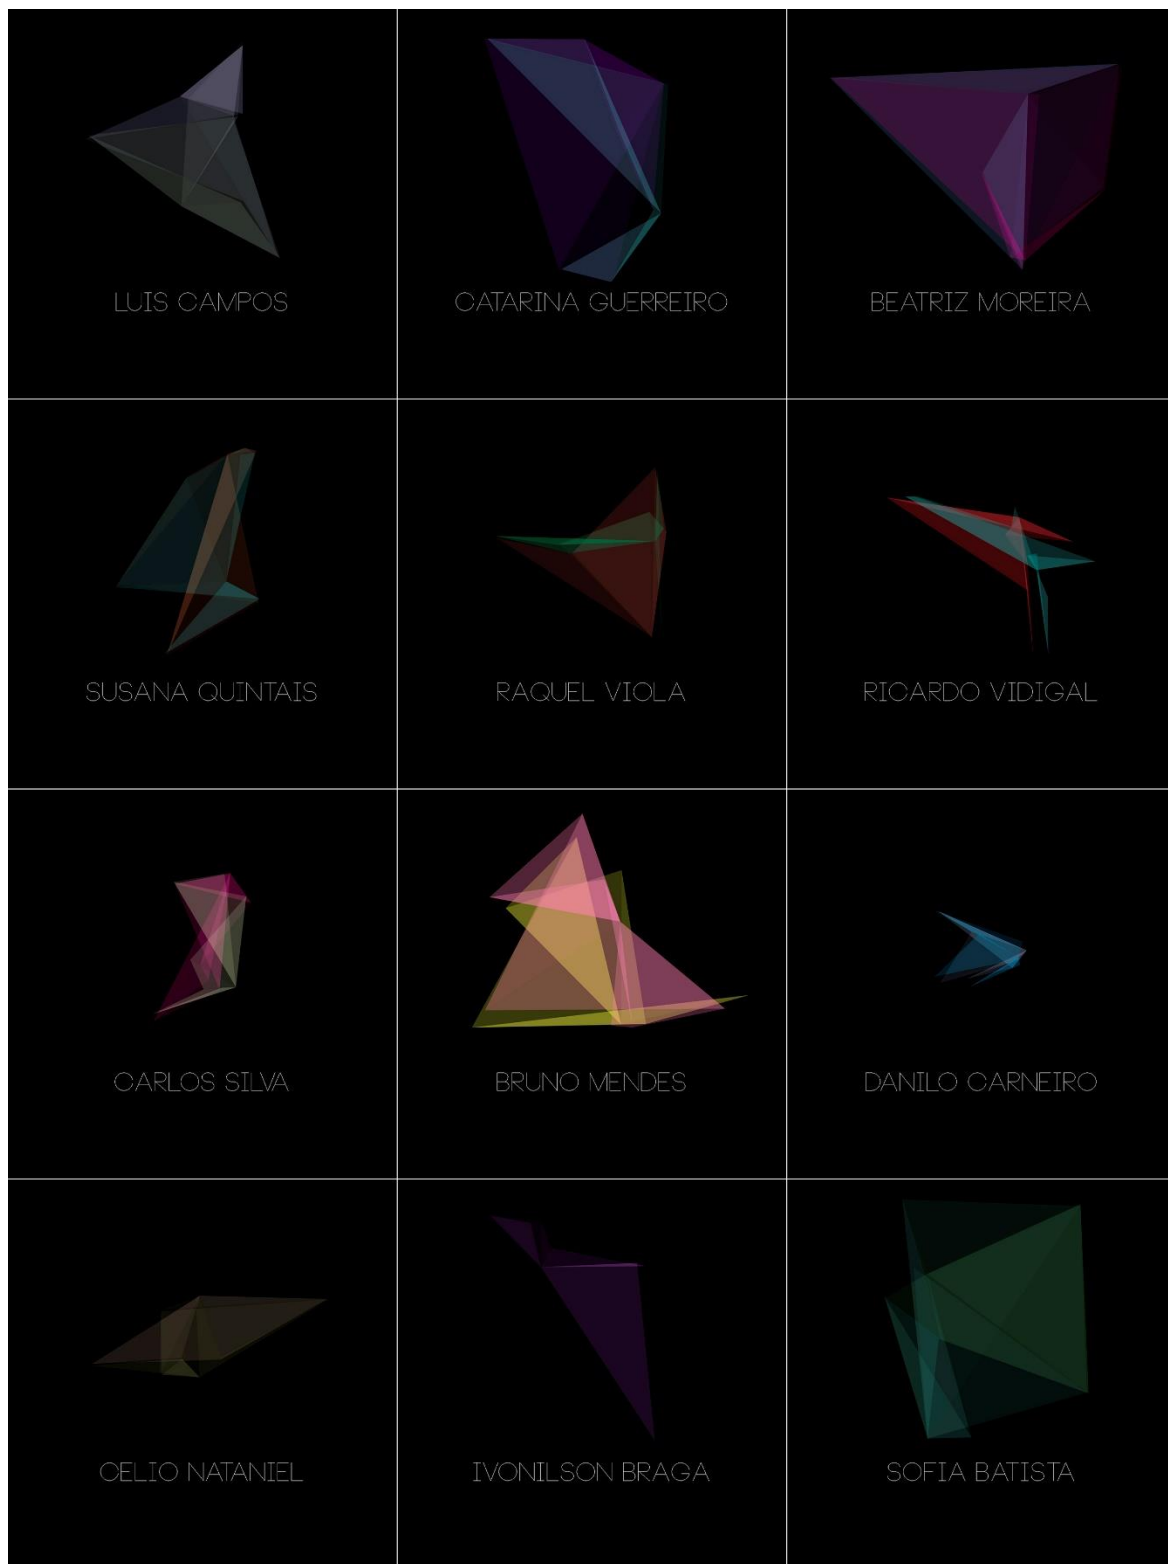 LUIS CAMPOS
CATARINA GUERREIRO
BEATRIZ MOREIRA
SUSANA QUINTAIS
RAQUEL VIOLA
RICARDO VIDIGAL
CARLOS SILVA
BRUNO MENDES
DANILO CARNEIRO
CELIO NATANIEL
IVONILSON BRAGA
SOFIA BATISTA